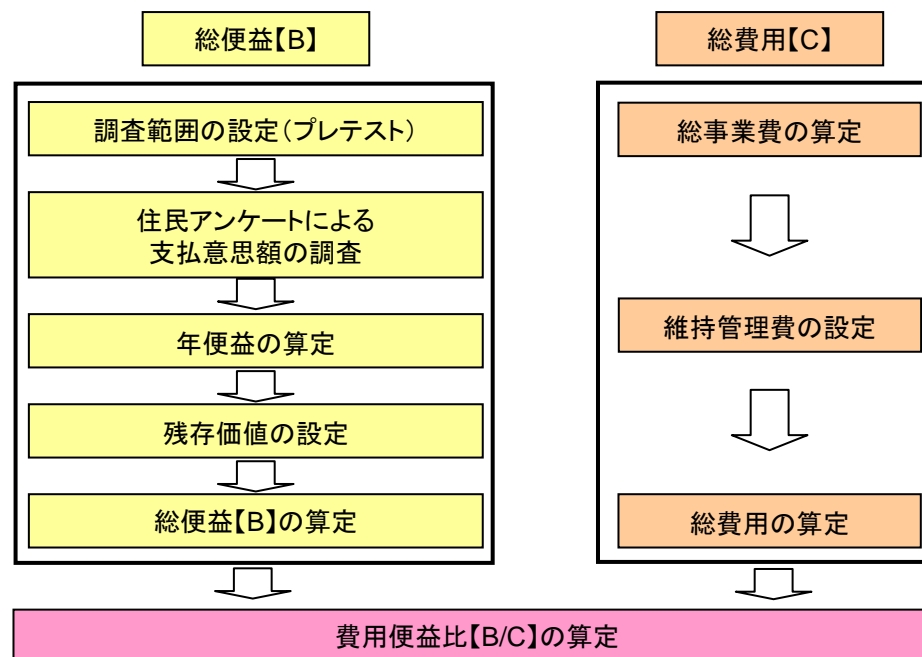 総便益【B】
調査範囲の設定(プレテスト)
住民アンケートによる
支払意思額の調査
年便益の算定
残存価値の設定
総便益【B】の算定
総費用【C】
総事業費の算定
維持管理費の設定
総費用の算定
費用便益比【B/C】の算定